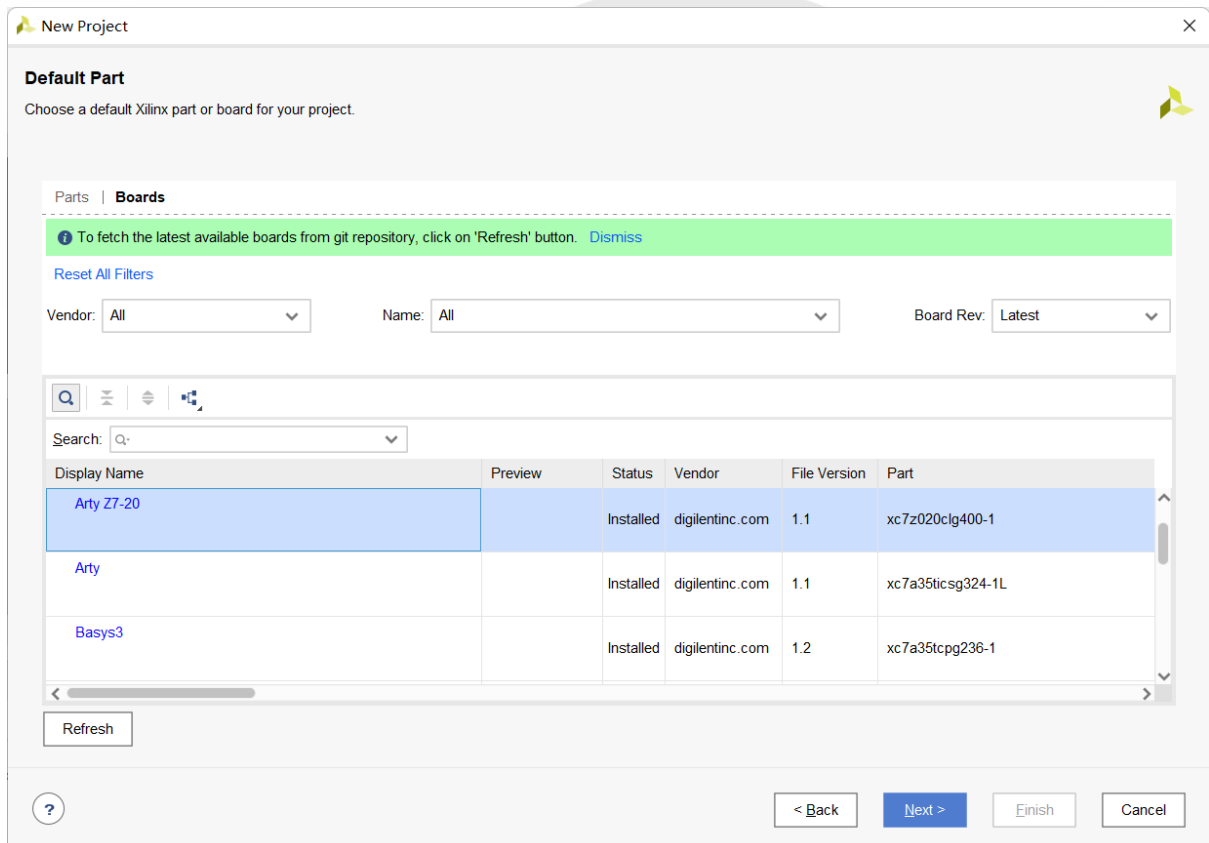 New Project
Default Part
Choose a default Xilinx part or board for your project.
Parts | Boards
To fetch the latest available boards from git repository, click on 'Refresh' button. Dismiss
Reset All Filters
Vendor: All Name: All Board Rev: Latest
Search:
Display Name Preview Status Vendor File Version Part
Arty Z7-20 Installed digilentinc.com 1.1 xc7z020clg400-1
Arty Installed digilentinc.com 1.1 xc7a35ticsg324-1L
Basys3 Installed digilentinc.com 1.2 xc7a35tcpg236-1
Refresh
? < Back Next > Finish Cancel